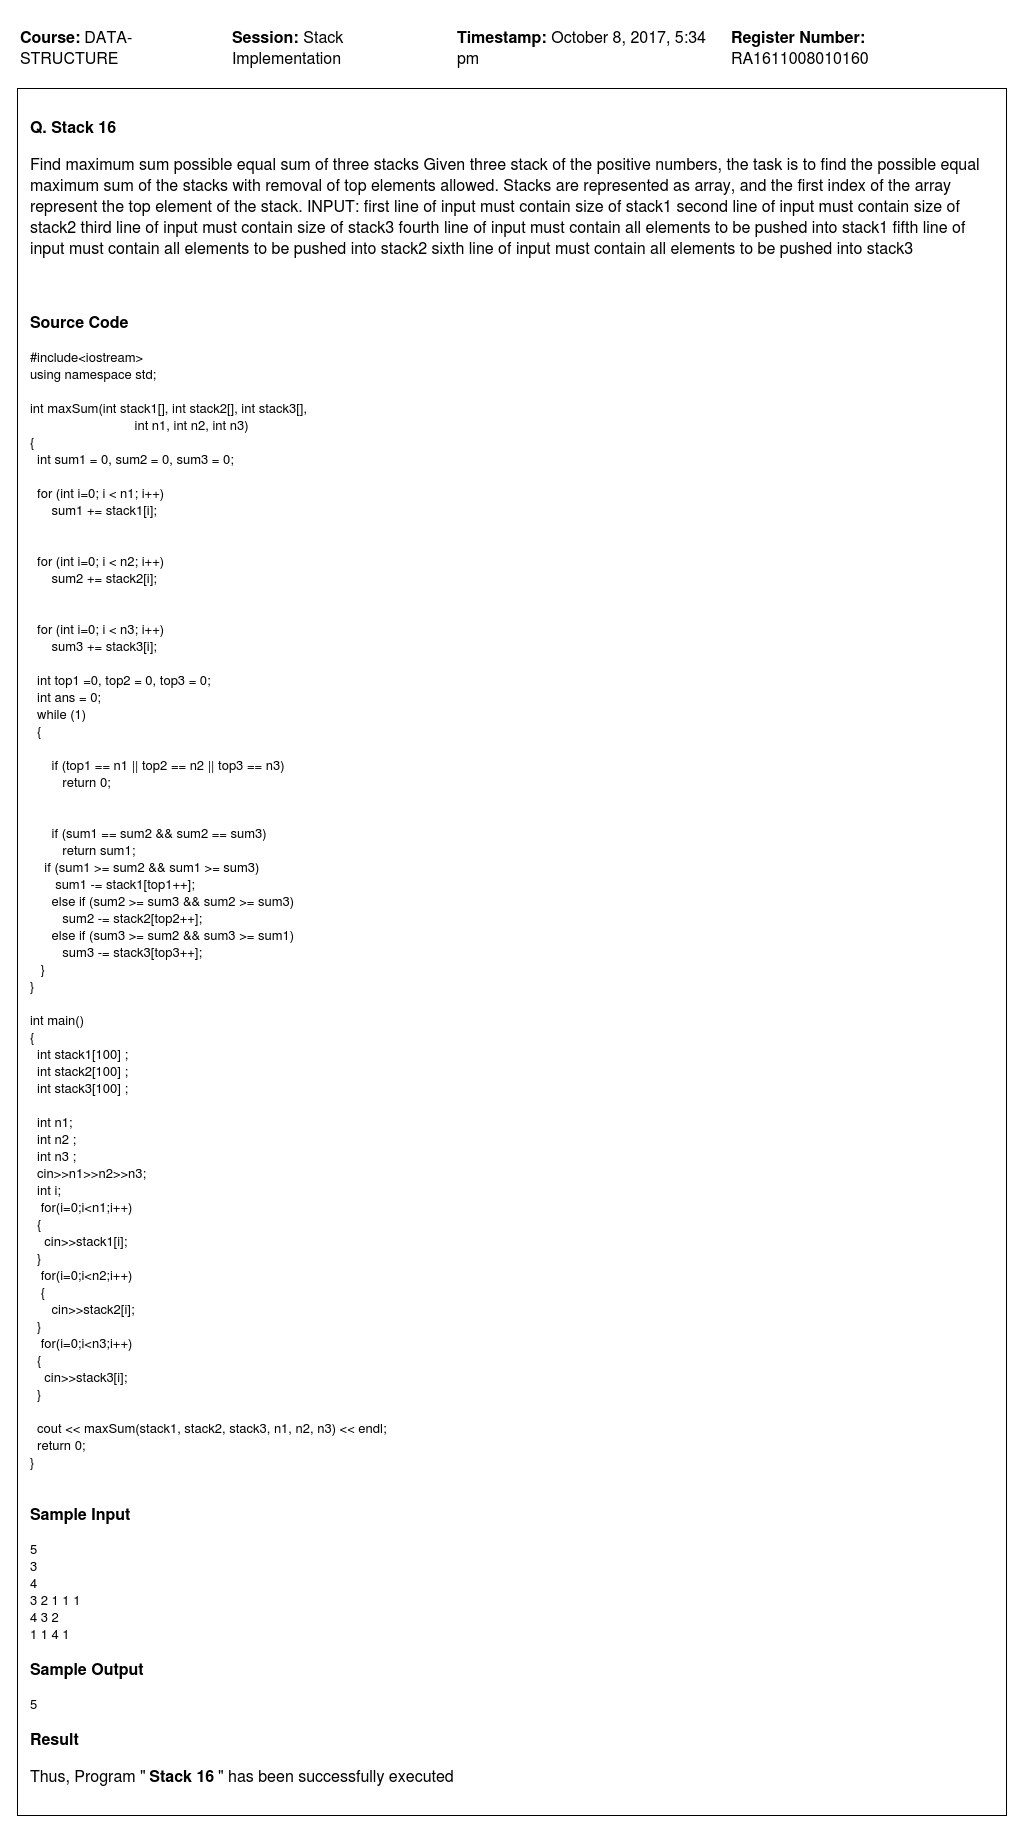 Course: DATA-STRUCTURE
Session: Stack Implementation
Timestamp: October 8, 2017, 5:34 pm
Register Number: RA1611008010160
Q. Stack 16
Find maximum sum possible equal sum of three stacks Given three stack of the positive numbers, the task is to find the possible equal
maximum sum of the stacks with removal of top elements allowed. Stacks are represented as array, and the first index of the array
represent the top element of the stack. INPUT: first line of input must contain size of stack1 second line of input must contain size of
stack2 third line of input must contain size of stack3 fourth line of input must contain all elements to be pushed into stack1 fifth line of
input must contain all elements to be pushed into stack2 sixth line of input must contain all elements to be pushed into stack3
Source Code
#include<iostream>
using namespace std;
int maxSum(int stack1[], int stack2[], int stack3[],
int n1, int n2, int n3)
{
int sum1 = 0, sum2 = 0, sum3 = 0;
for (int i=0; i < n1; i++)
sum1 += stack1[i];
for (int i=0; i < n2; i++)
sum2 += stack2[i];
for (int i=0; i < n3; i++)
sum3 += stack3[i];
int top1 =0, top2 = 0, top3 = 0;
int ans = 0;
while (1)
{
if (top1 == n1 || top2 == n2 || top3 == n3)
return 0;
if (sum1 == sum2 && sum2 == sum3)
return sum1;
if (sum1 >= sum2 && sum1 >= sum3)
sum1 -= stack1[top1++];
else if (sum2 >= sum3 && sum2 >= sum3)
sum2 -= stack2[top2++];
else if (sum3 >= sum2 && sum3 >= sum1)
sum3 -= stack3[top3++];
}
}
int main()
{
int stack1[100] ;
int stack2[100] ;
int stack3[100] ;
int n1;
int n2 ;
int n3 ;
cin>>n1>>n2>>n3;
int i;
for(i=0;i<n1;i++)
{
cin>>stack1[i];
}
for(i=0;i<n2;i++)
{
cin>>stack2[i];
}
for(i=0;i<n3;i++)
{
cin>>stack3[i];
}
cout << maxSum(stack1, stack2, stack3, n1, n2, n3) << endl;
return 0;
}
Sample Input
5
3
4
3 2 1 1 1
4 3 2
1 1 4 1
Sample Output
5
Result
Thus, Program " Stack 16 " has been successfully executed